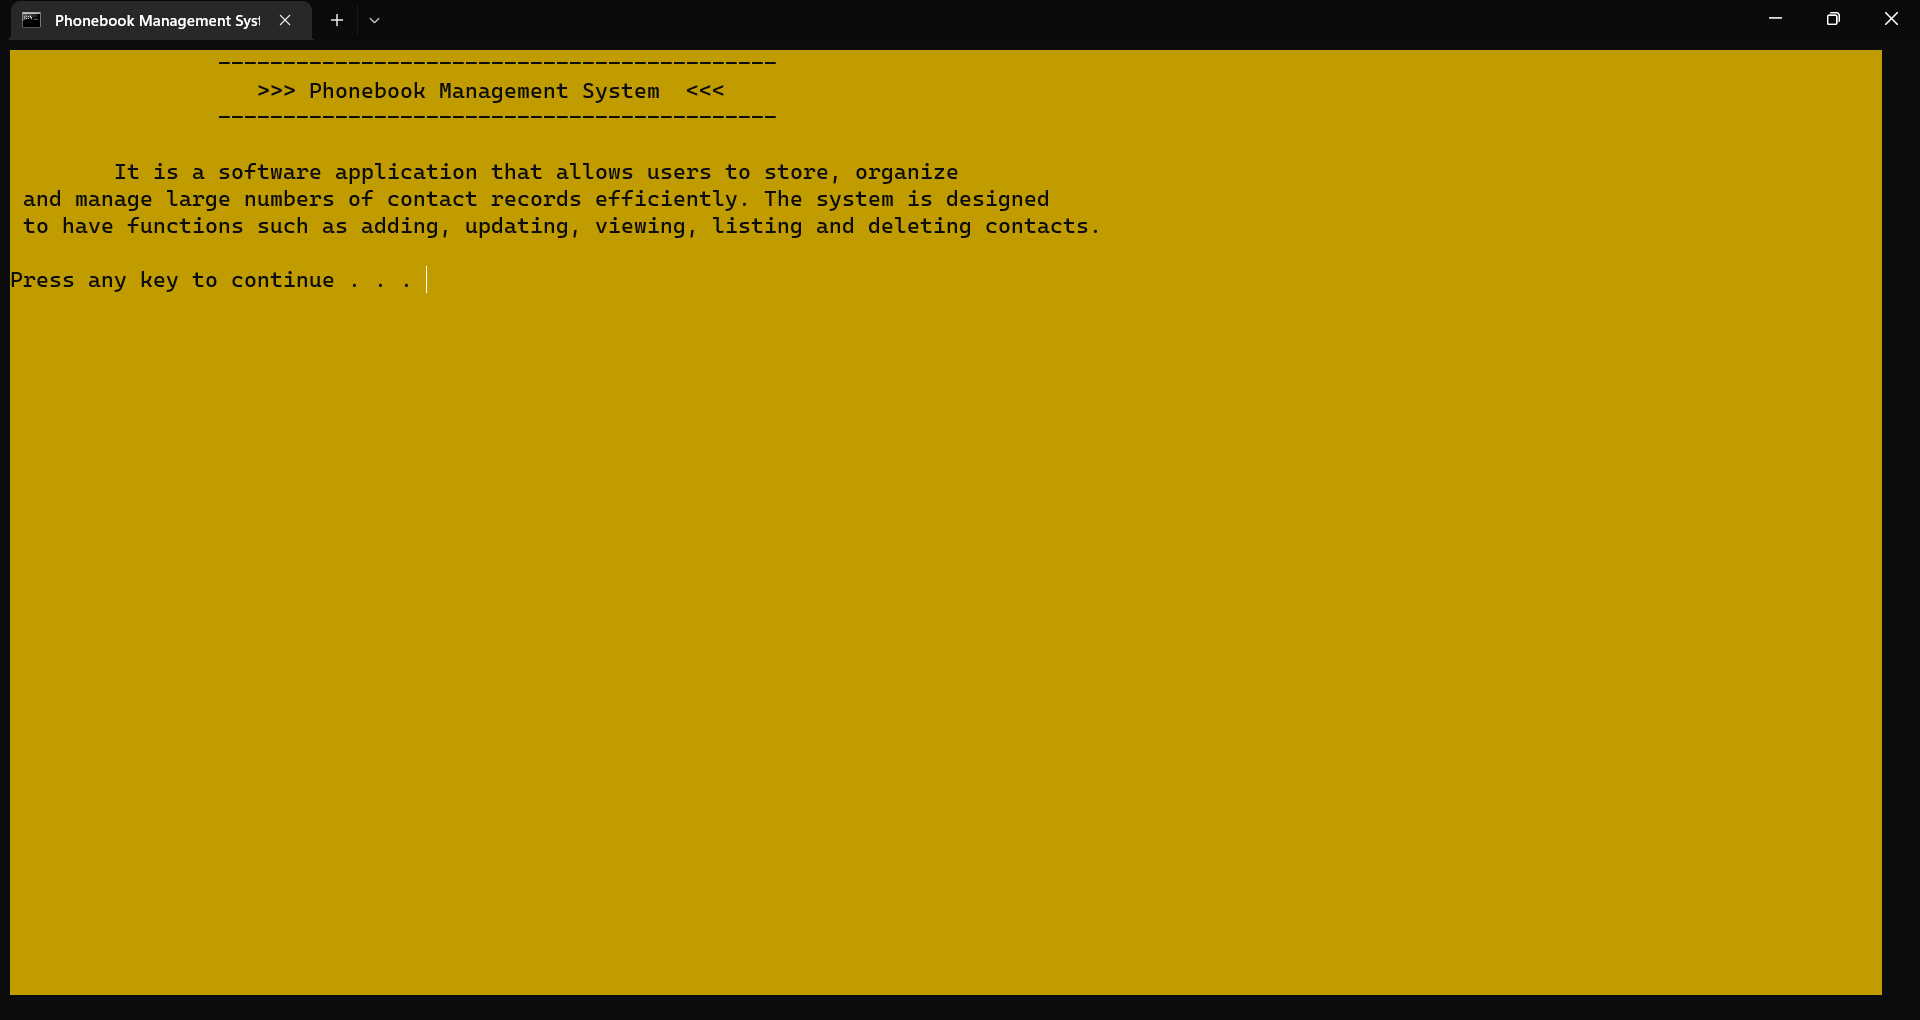 Phonebook Management Syst
-------------------------------------------
>>> Phonebook Management System  <<<
-------------------------------------------
It is a software application that allows users to store, organize
and manage large numbers of contact records efficiently. The system is designed
to have functions such as adding, updating, viewing, listing and deleting contacts.
Press any key to continue . . .